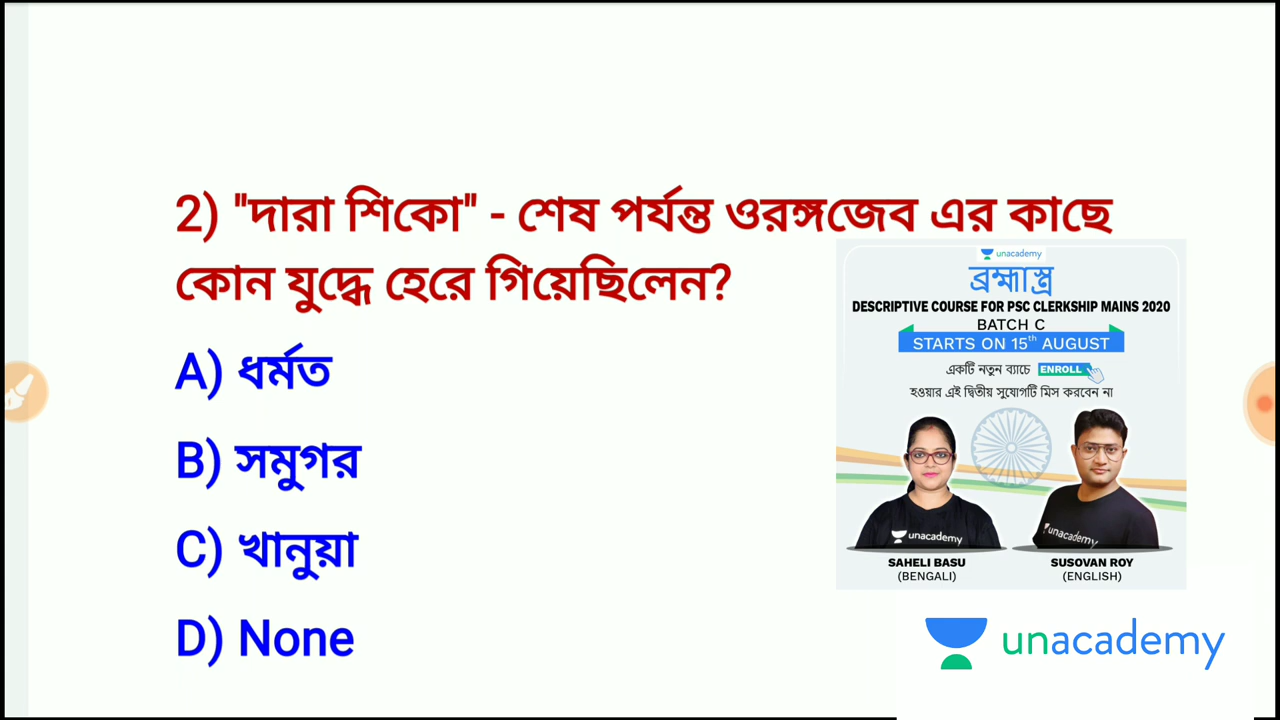 2) "দারা শিকো" - শেষ পর্যন্ত ওরঙ্গজেব এর কাছে
কোন যুদ্ধে হেরে গিয়েছিলেন?
A) ধর্মত
B) সমুগর
C) খানুয়া
D) None
unacademy
ব্রহ্মাস্ত্র
DESCRIPTIVE COURSE FOR PSC CLERKSHIP MAINS 2020
BATCH C
STARTS ON 15th AUGUST
একটি নতুন ব্যাচে ENROLL
হওয়ার এই দ্বিতীয় সুযোগটি মিস করবেন না
unacademy
unacademy
SAHELI BASU
(BENGALI)
SUSOVAN ROY
(ENGLISH)
unacademy